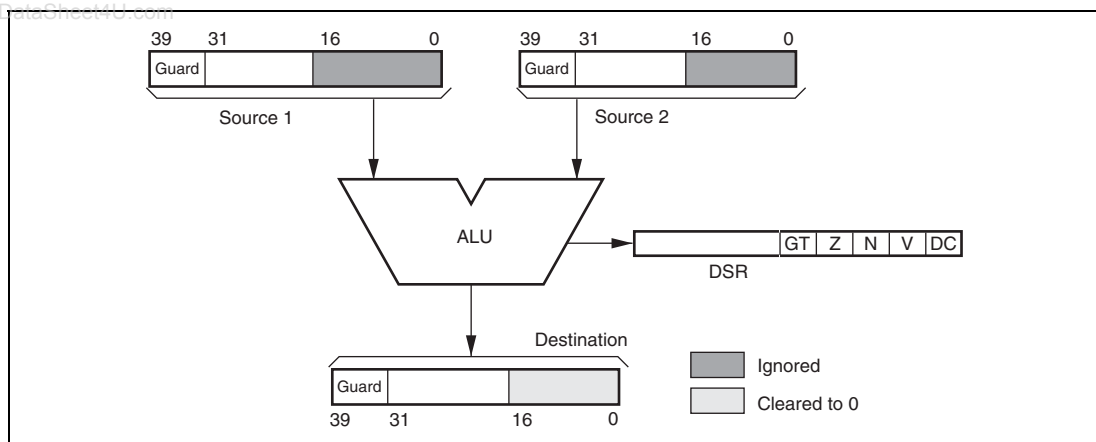 DataSheet4U.com
39 31 16 0 39 31 16 0
Guard Guard
Source 1 Source 2
ALU
GT Z N V DC
DSR
Destination
Guard
39 31 16 0
Ignored
Cleared to 0